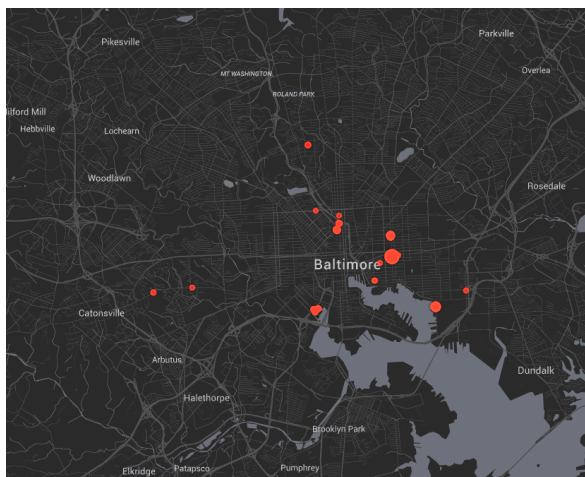 Parkville
Pikesville
Overlea
MT WASHINGTON
ROLAND PARK
ilford Mill
Hebbville
Lochearn
Woodlawn
Rosedale
Baltimore
Catonsville
Arbutus
Dundalk
Halethorpe
Brooklyn Park
Elkridge
Patapsco
Pumphrey